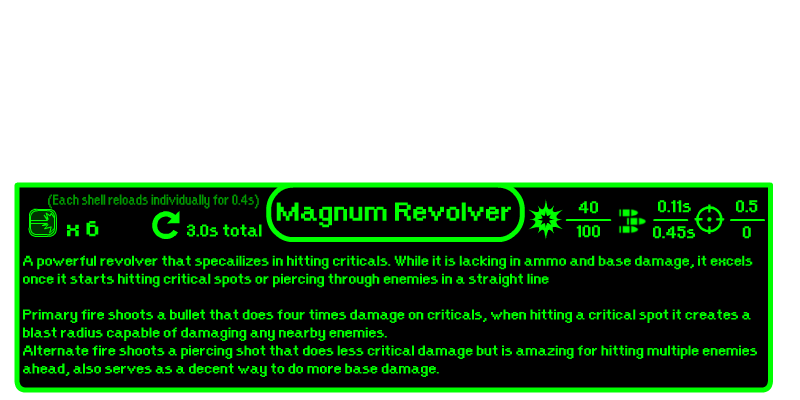 (Each shell reloads individually for 0.4s)
x 6
3.0s total
Magnum Revolver
40
100
0.11s
0.45s
0.5
0
A powerful revolver that specailizes in hitting criticals. While it is lacking in ammo and base damage, it excels
once it starts hitting critical spots or piercing through enemies in a straight line
Primary fire shoots a bullet that does four times damage on criticals, when hitting a critical spot it creates a
blast radius capable of damaging any nearby enemies.
Alternate fire shoots a piercing shot that does less critical damage but is amazing for hitting multiple enemies
ahead, also serves as a decent way to do more base damage.